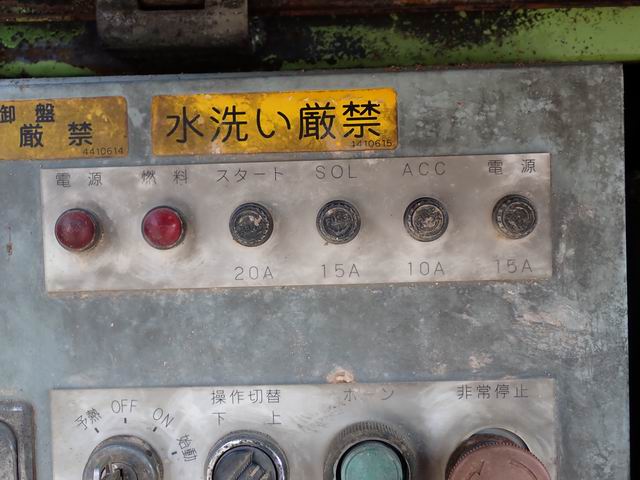 御盤
厳禁
4410614
水洗い厳禁
4410615
電源 燃料 スタート SOL ACC 電源
20A 15A 10A 15A
予熱 OFF ON 始動
操作切替
下 上
ホーン
非常停止